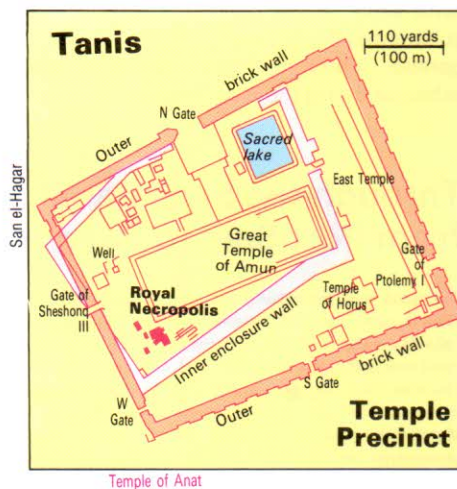 Tanis
110 yards
(100 m)
brick wall
N Gate
Outer
Sacred
lake
San el-Hagar
East Temple
Well
Great
Temple
of Amun
Gate
of
Ptolemy I
Gate of
Sheshonq
III
Royal
Necropolis
Temple
of Horus
Inner enclosure wall
W
Gate
S Gate
Outer
brick wall
Temple
Precinct
Temple of Anat